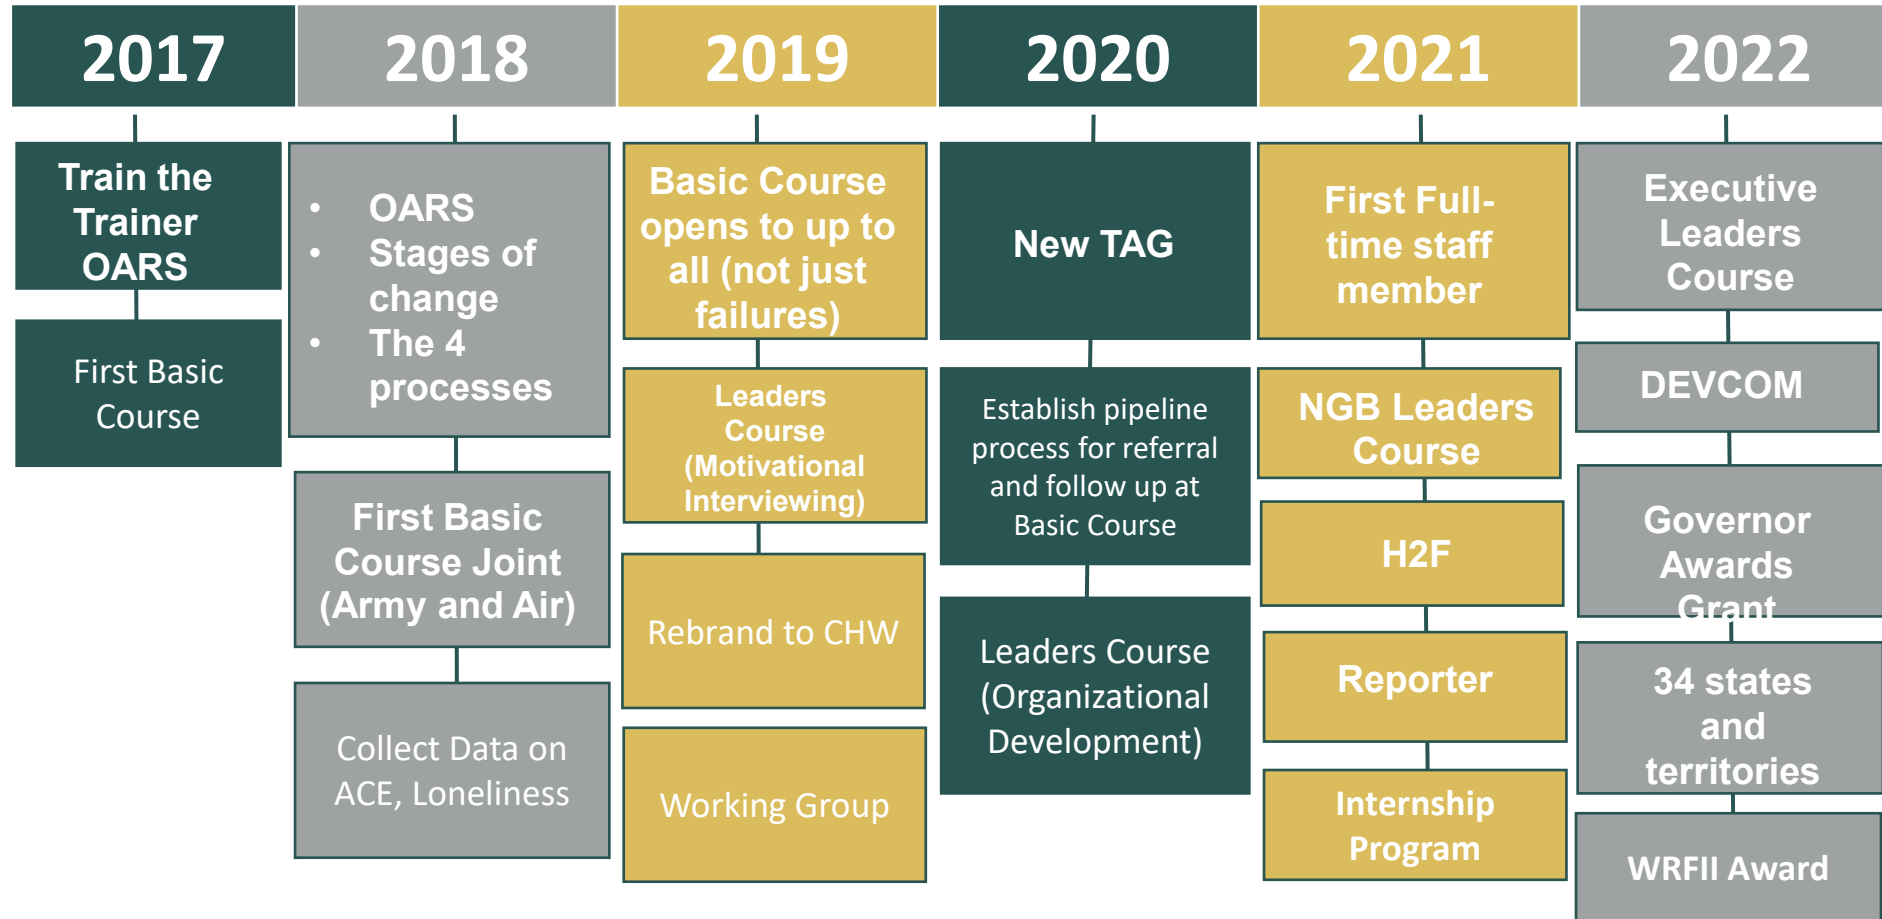 2017
2018
2019
2020
2021
2022
Train the
Trainer
OARS
First Basic
Course
• OARS
• Stages of
change
• The 4
processes
First Basic
Course Joint
(Army and Air)
Collect Data on
ACE, Loneliness
Basic Course
opens to up to
all (not just
failures)
Leaders
Course
(Motivational
Interviewing)
Rebrand to CHW
Working Group
New TAG
Establish pipeline
process for referral
and follow up at
Basic Course
Leaders Course
(Organizational
Development)
First Full-
time staff
member
NGB Leaders
Course
H2F
Reporter
Internship
Program
Executive
Leaders
Course
DEVCOM
Governor
Awards
Grant
34 states
and
territories
WRFII Award